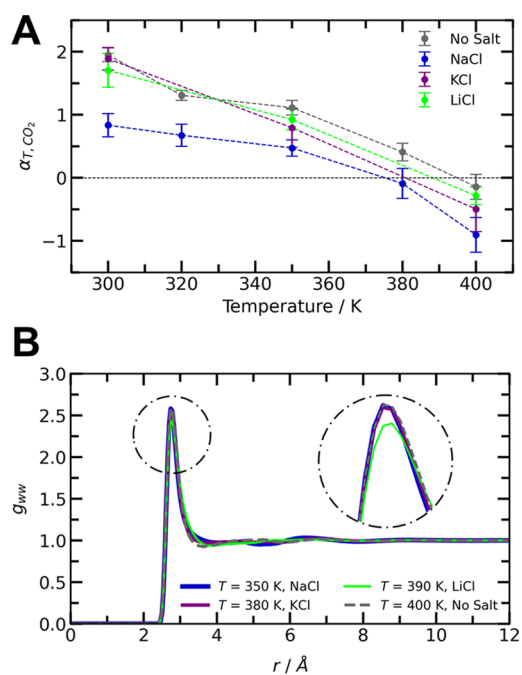 A
α_{T, CO_2}
2
1
0
−1
No Salt
NaCl
KCl
LiCl
300 320 340 360 380 400
Temperature / K
B
g_{ww}
3.0
2.5
2.0
1.5
1.0
0.5
0.0
T = 350 K, NaCl
T = 380 K, KCl
T = 390 K, LiCl
T = 400 K, No Salt
0 2 4 6 8 10 12
r / Å